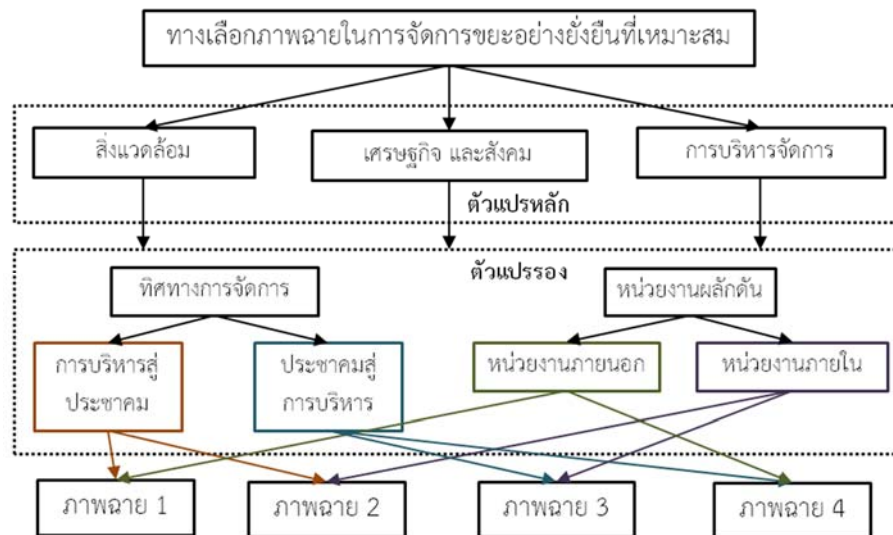 ทางเลือกภาพฉายในการจัดการขยะอย่างยั่งยืนที่เหมาะสม
สิ่งแวดล้อม
เศรษฐกิจ และสังคม
การบริหารจัดการ
ตัวแปรหลัก
ตัวแปรรอง
ทิศทางการจัดการ
หน่วยงานผลักดัน
การบริหารสู่
ประชาคม
ประชาคมสู่
การบริหาร
หน่วยงานภายนอก
หน่วยงานภายใน
ภาพฉาย 1
ภาพฉาย 2
ภาพฉาย 3
ภาพฉาย 4